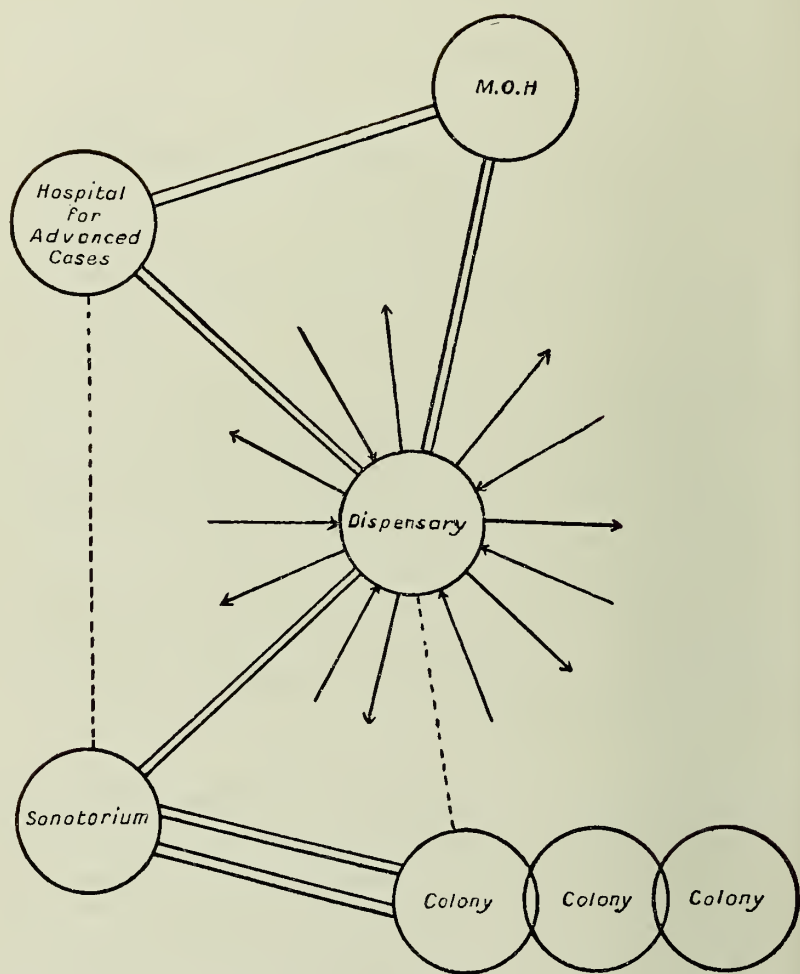 M.O.H
Hospital
for
Advanced
Cases
Dispensary
Sanatorium
Colony
Colony
Colony